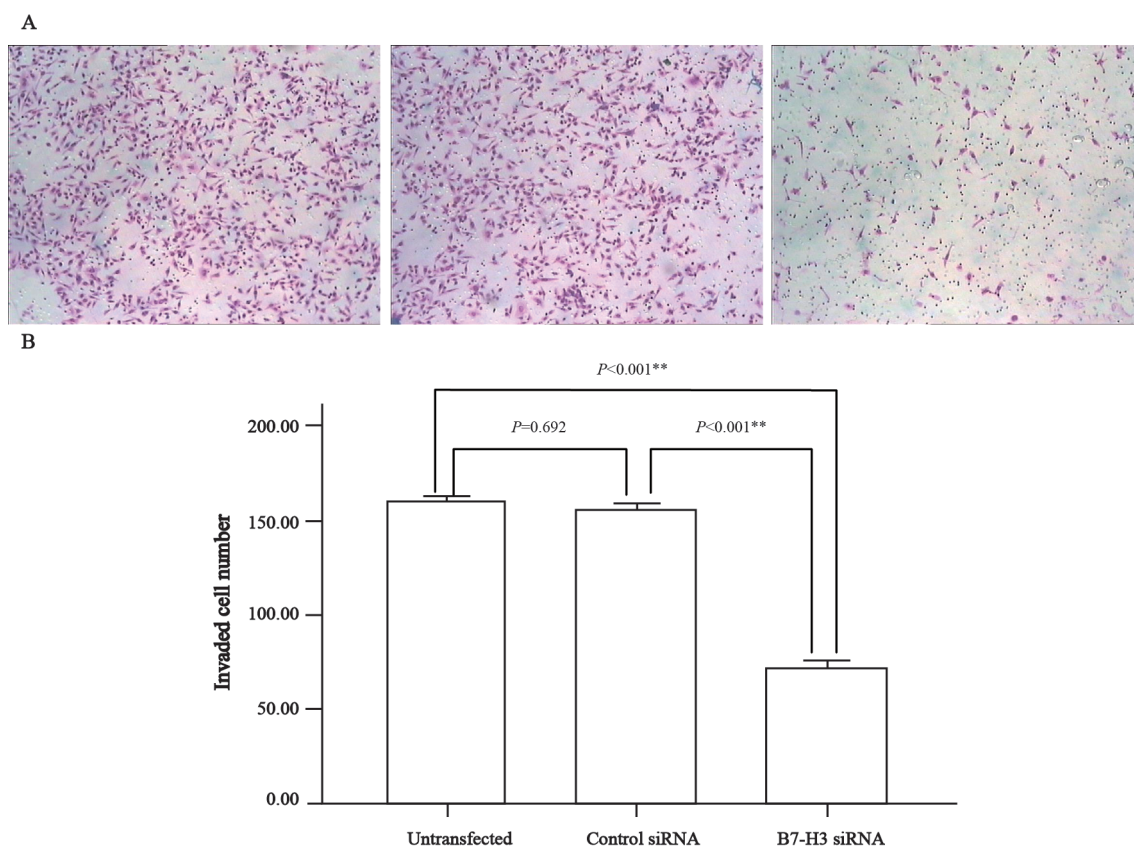 A
B
P<0.001**
P=0.692
P<0.001**
200.00
150.00
100.00
50.00
0.00
Invaded cell number
Untransfected
Control siRNA
B7-H3 siRNA